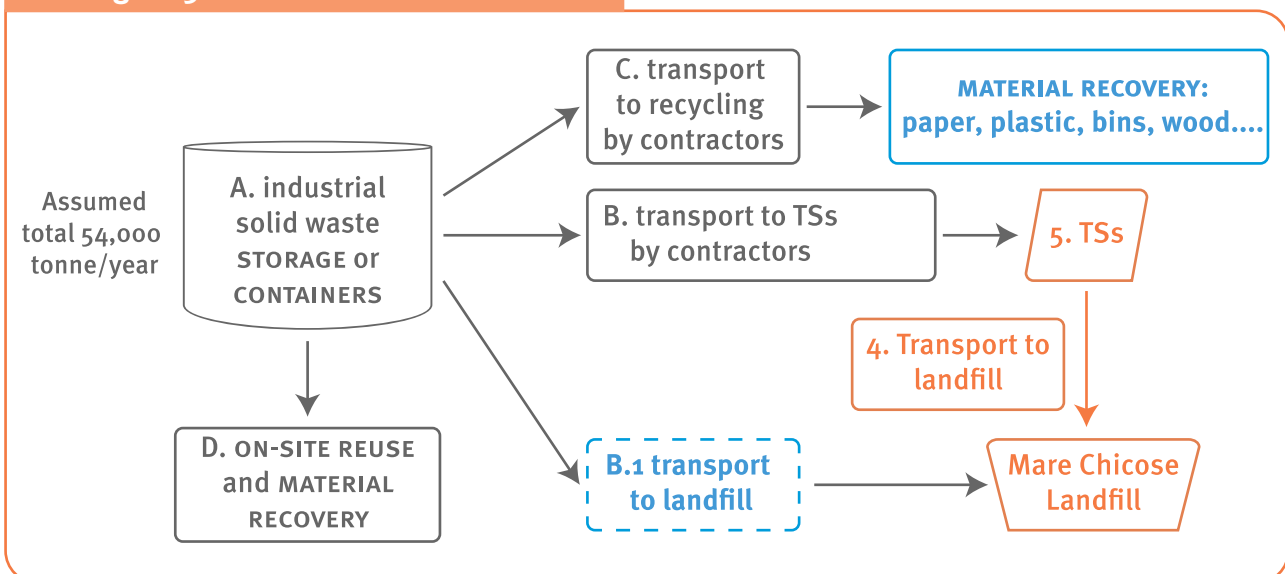 Assumed
total 54,000
tonne/year
A. industrial
solid waste
STORAGE or
CONTAINERS
C. transport
to recycling
by contractors
MATERIAL RECOVERY:
paper, plastic, bins, wood....
B. transport to TSs
by contractors
5. TSs
4. Transport to
landfill
D. ON-SITE REUSE
and MATERIAL
RECOVERY
B.1 transport
to landfill
Mare Chicose
Landfill